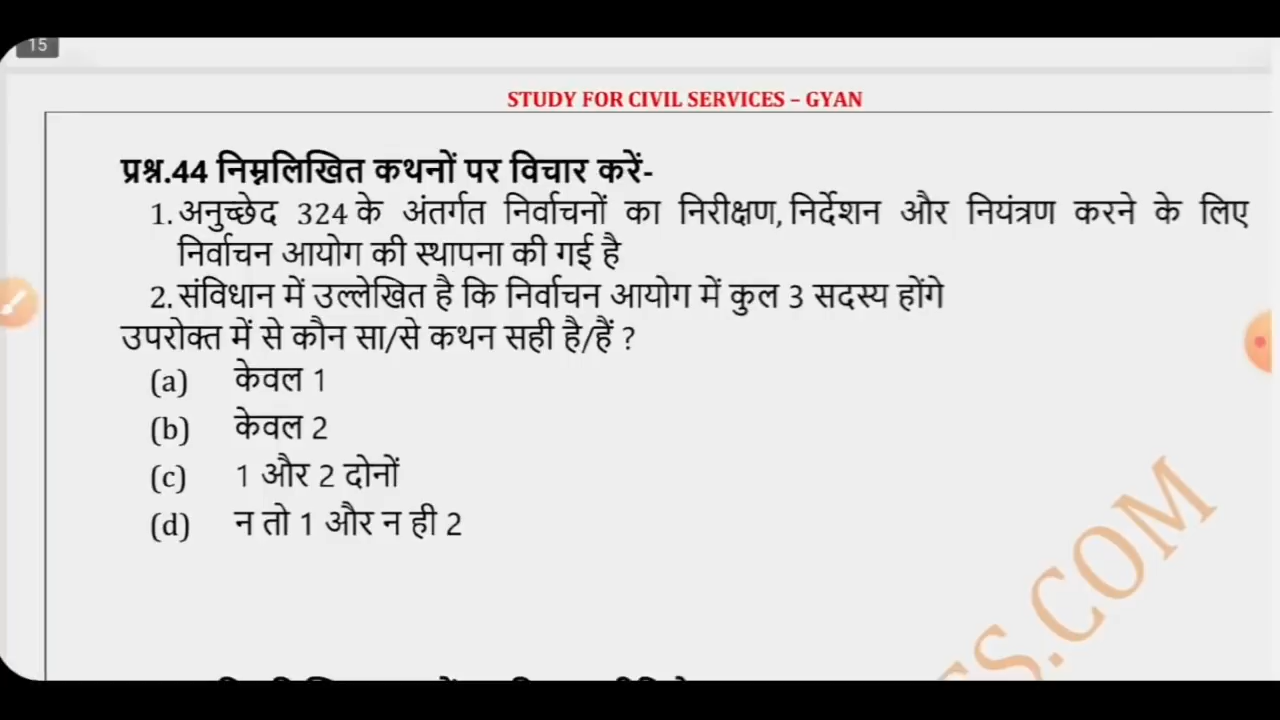 15
STUDY FOR CIVIL SERVICES – GYAN
प्रश्न.44 निम्नलिखित कथनों पर विचार करें-
1. अनुच्छेद 324 के अंतर्गत निर्वाचनों का निरीक्षण, निर्देशन और नियंत्रण करने के लिए
निर्वाचन आयोग की स्थापना की गई है
2. संविधान में उल्लेखित है कि निर्वाचन आयोग में कुल 3 सदस्य होंगे
उपरोक्त में से कौन सा/से कथन सही है/हैं ?
(a) केवल 1
(b) केवल 2
(c) 1 और 2 दोनों
(d) न तो 1 और न ही 2
S.COM